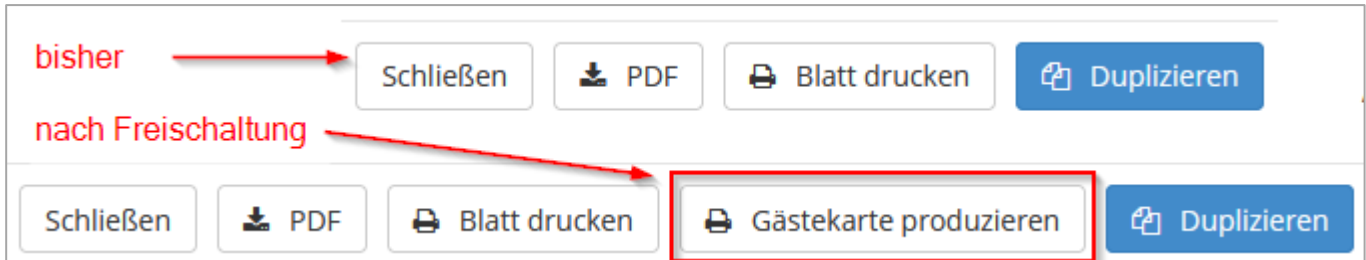 bisher
Schließen PDF Blatt drucken Duplizieren
nach Freischaltung
Schließen PDF Blatt drucken Gästekarte produzieren Duplizieren